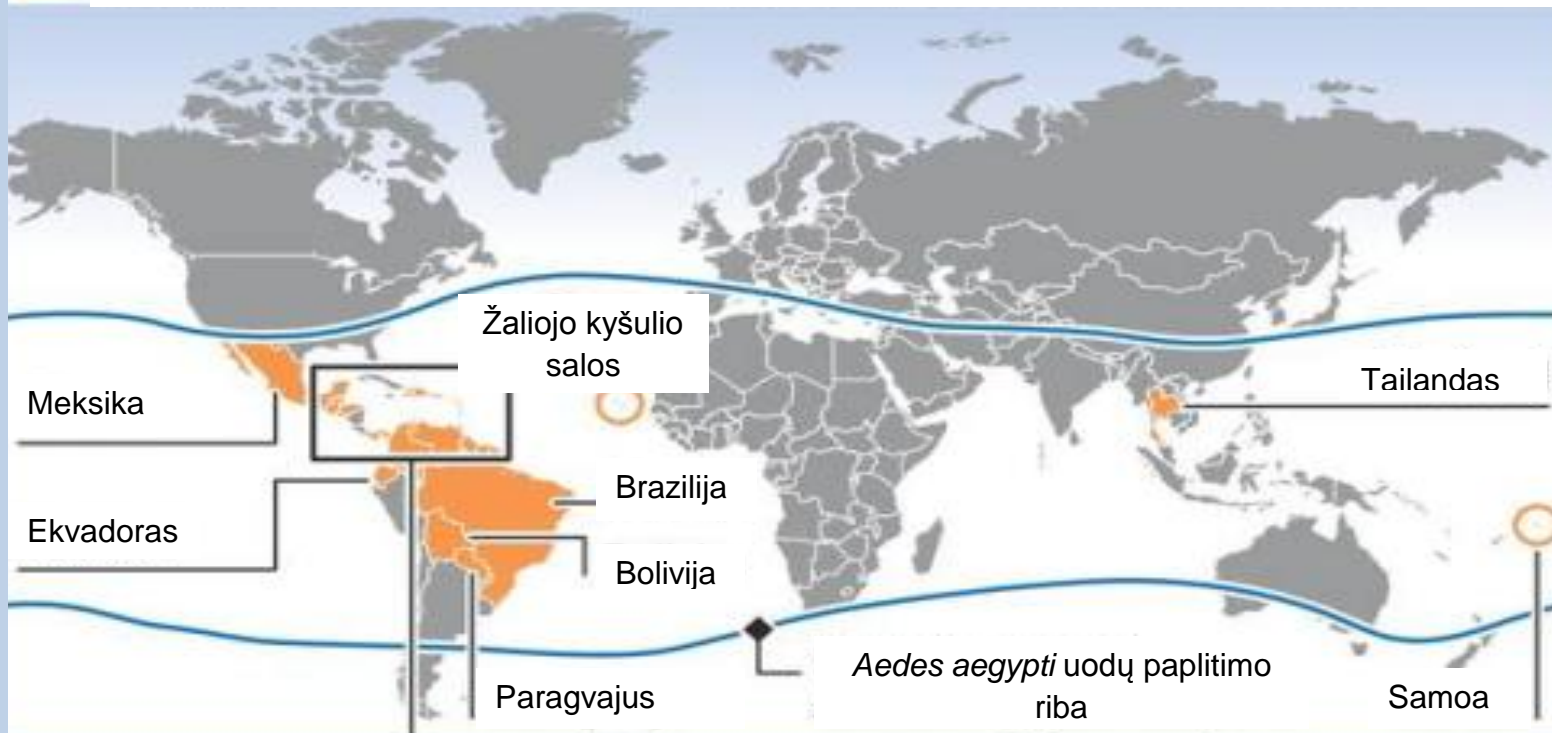 Žaliojo kyšulio
salos
Meksika
Tailandas
Brazilija
Ekvadoras
Bolivija
Aedes aegypti uodų paplitimo
riba
Paragvajus
Samoa